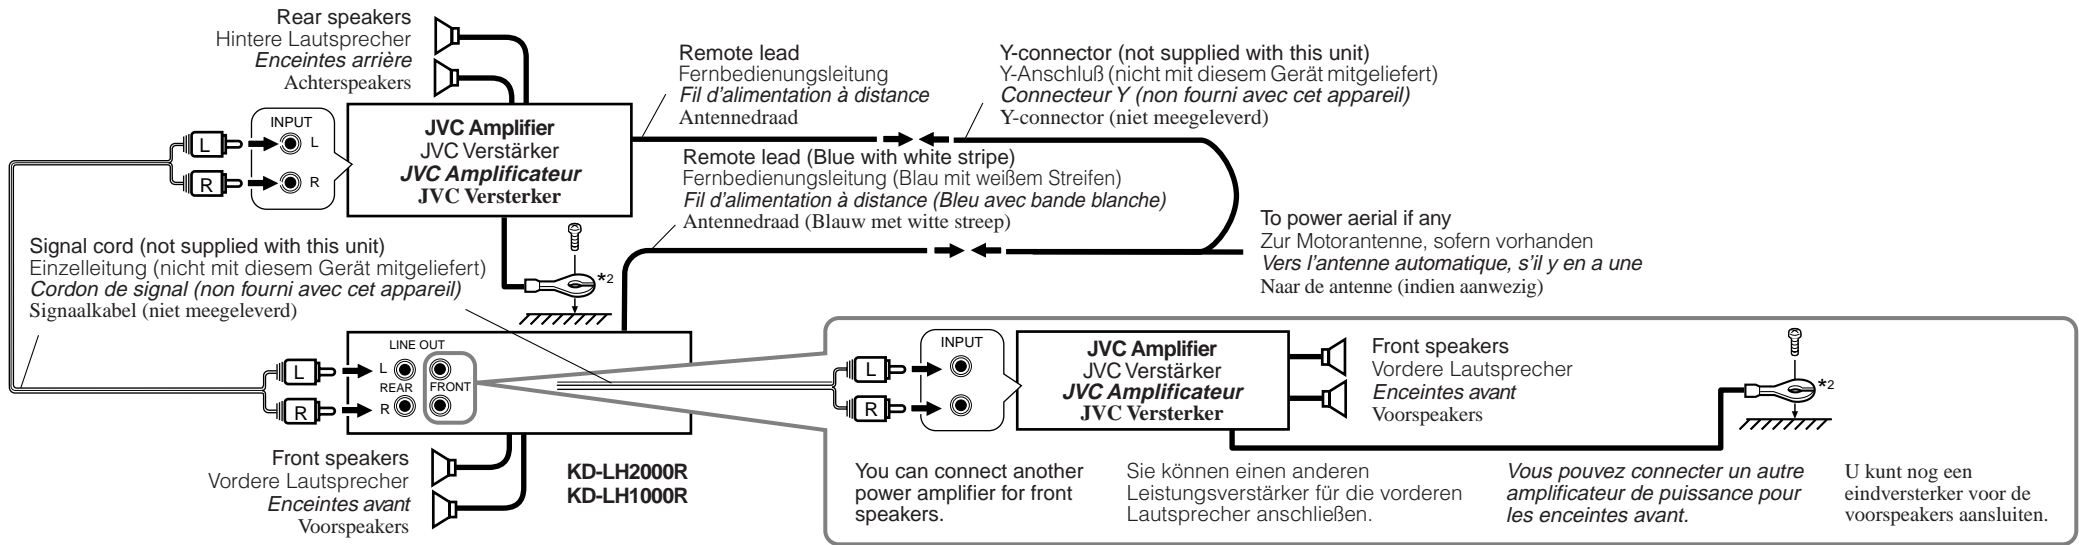 Rear speakers
Hintere Lautsprecher
Enceintes arrière
Achterspeakers
INPUT
L
R
L
R
JVC Amplifier
JVC Verstärker
JVC Amplificateur
JVC Versterker
Remote lead
Fernbedienungsleitung
Fil d'alimentation à distance
Antennedraad
Y-connector (not supplied with this unit)
Y-Anschluß (nicht mit diesem Gerät mitgeliefert)
Connecteur Y (non fourni avec cet appareil)
Y-connector (niet meegeleverd)
Remote lead (Blue with white stripe)
Fernbedienungsleitung (Blau mit weißem Streifen)
Fil d'alimentation à distance (Bleu avec bande blanche)
Antennedraad (Blauw met witte streep)
To power aerial if any
Zur Motorantenne, sofern vorhanden
Vers l'antenne automatique, s'il y en a une
Naar de antenne (indien aanwezig)
Signal cord (not supplied with this unit)
Einzelleitung (nicht mit diesem Gerät mitgeliefert)
Cordon de signal (non fourni avec cet appareil)
Signaalkabel (niet meegeleverd)
*2
LINE OUT
L
REAR
FRONT
R
L
R
Front speakers
Vordere Lautsprecher
Enceintes avant
Voorspeakers
KD-LH2000R
KD-LH1000R
L
R
INPUT
JVC Amplifier
JVC Verstärker
JVC Amplificateur
JVC Versterker
Front speakers
Vordere Lautsprecher
Enceintes avant
Voorspeakers
*2
You can connect another
power amplifier for front
speakers.
Sie können einen anderen
Leistungsverstärker für die vorderen
Lautsprecher anschließen.
Vous pouvez connecter un autre
amplificateur de puissance pour
les enceintes avant.
U kunt nog een
eindversterker voor de
voorspeakers aansluiten.